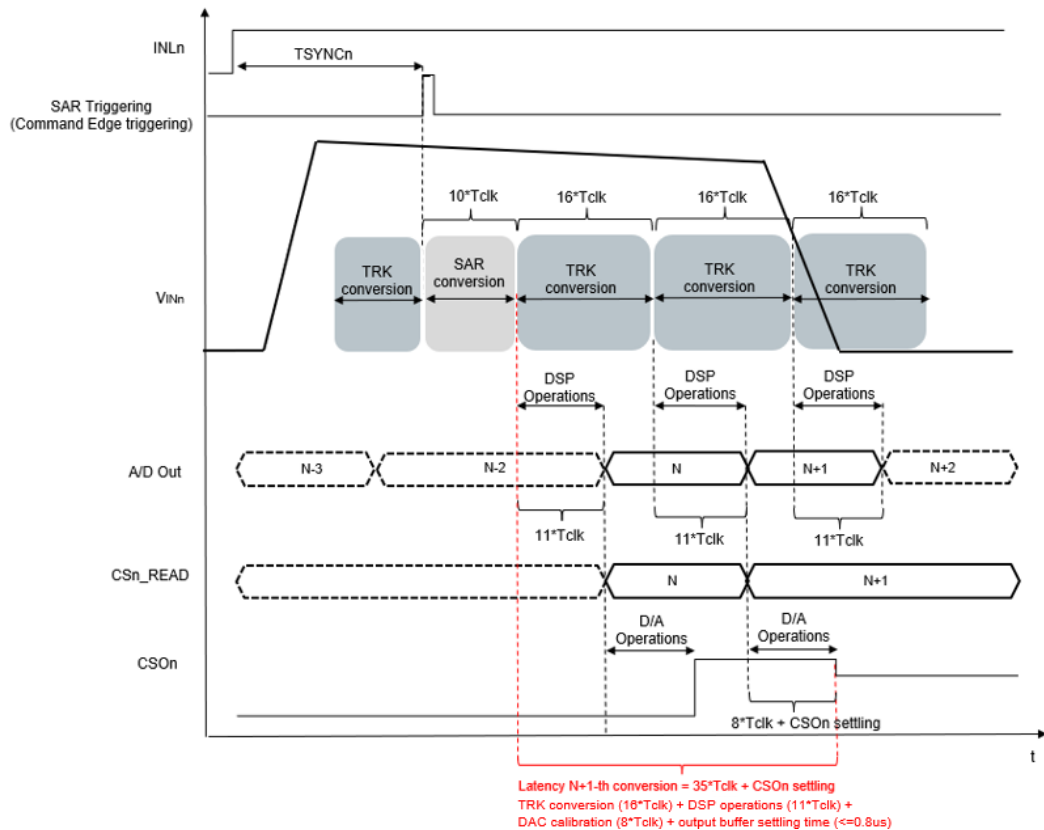 INLn
TSYNCn
SAR Triggering
(Command Edge triggering)
10*Tclk
16*Tclk
16*Tclk
16*Tclk
TRK
conversion
SAR
conversion
TRK
conversion
TRK
conversion
TRK
conversion
VINn
DSP
Operations
DSP
Operations
DSP
Operations
A/D Out
N-3
N-2
N
N+1
N+2
11*Tclk
11*Tclk
11*Tclk
CSn_READ
N
N+1
D/A
Operations
D/A
Operations
CSOn
8*Tclk + CSOn settling
t
Latency N+1-th conversion = 35*Tclk + CSOn settling
TRK conversion (16*Tclk) + DSP operations (11*Tclk) +
DAC calibration (8*Tclk) + output buffer settling time (<=0.8us)